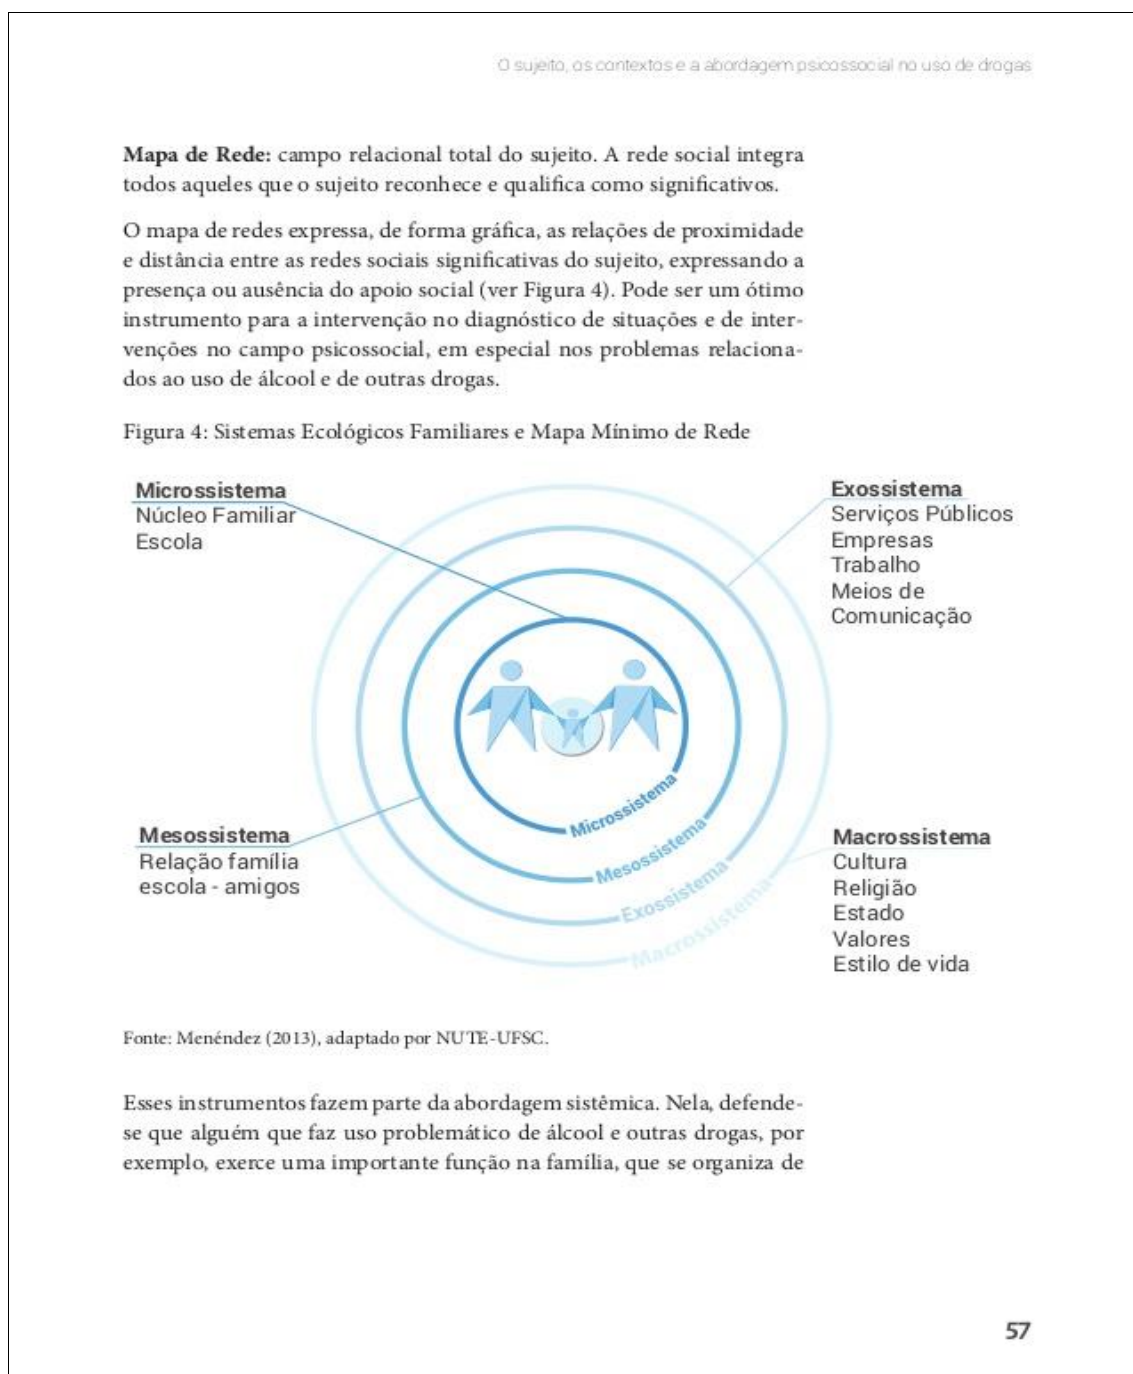 O sujeito, os contextos e a abordagem psicossocial no uso de drogas
Mapa de Rede: campo relacional total do sujeito. A rede social integra
todos aqueles que o sujeito reconhece e qualifica como significativos.
O mapa de redes expressa, de forma gráfica, as relações de proximidade
e distância entre as redes sociais significativas do sujeito, expressando a
presença ou ausência do apoio social (ver Figura 4). Pode ser um ótimo
instrumento para a intervenção no diagnóstico de situações e de inter-
venções no campo psicossocial, em especial nos problemas relaciona-
dos ao uso de álcool e de outras drogas.
Figura 4: Sistemas Ecológicos Familiares e Mapa Mínimo de Rede
Microssistema
Núcleo Familiar
Escola
Exossistema
Serviços Públicos
Empresas
Trabalho
Meios de
Comunicação
Microssistema
Mesossistema
Exossistema
Macrossistema
Mesossistema
Relação família
escola - amigos
Macrossistema
Cultura
Religião
Estado
Valores
Estilo de vida
Fonte: Menéndez (2013), adaptado por NUTE-UFSC.
Esses instrumentos fazem parte da abordagem sistêmica. Nela, defende-
se que alguém que faz uso problemático de álcool e outras drogas, por
exemplo, exerce uma importante função na família, que se organiza de
57